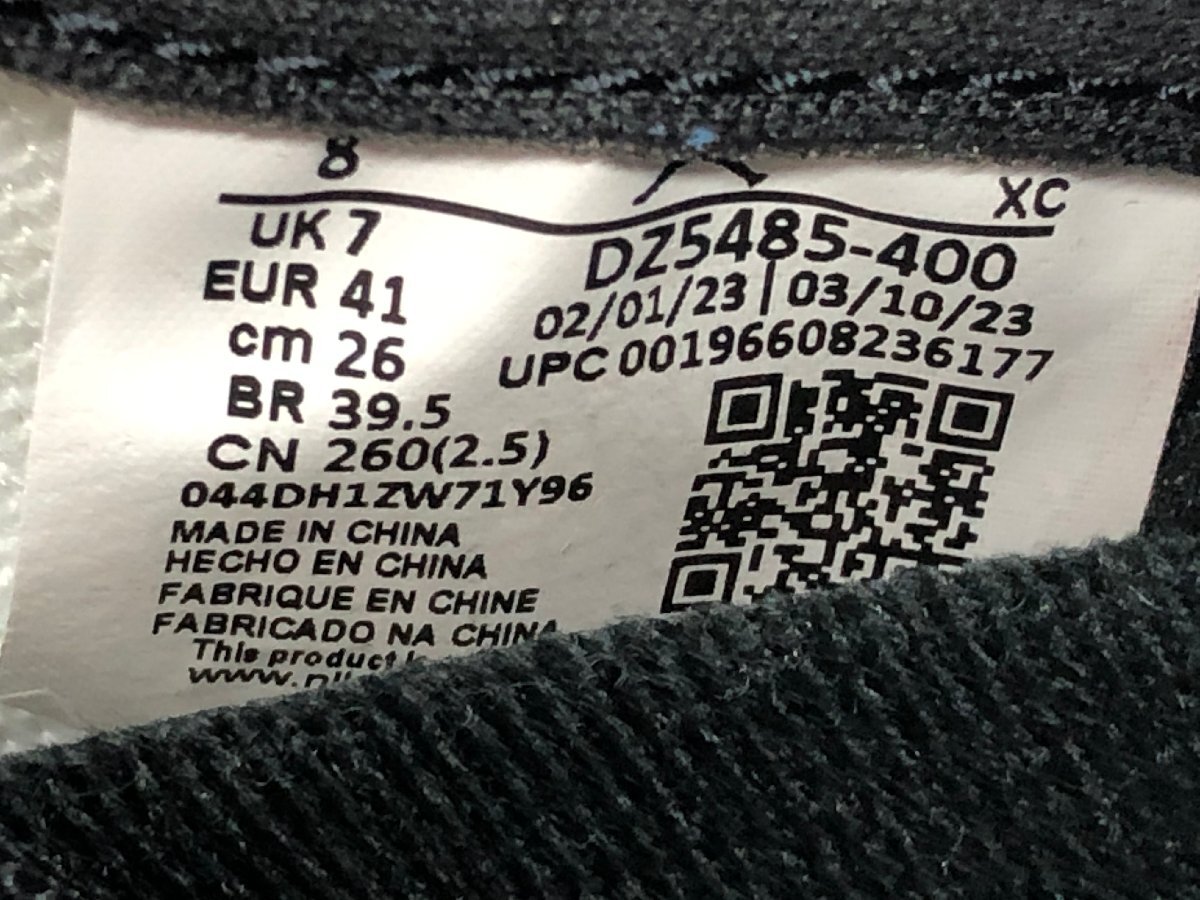 8
XC
UK 7
EUR 41
cm 26
BR 39.5
CN 260(2.5)
044DH1ZW71Y96
MADE IN CHINA
HECHO EN CHINA
FABRIQUE EN CHINE
FABRICADO NA CHINA
This product
DZ5485-400
02/01/23 | 03/10/23
UPC 00196608236177